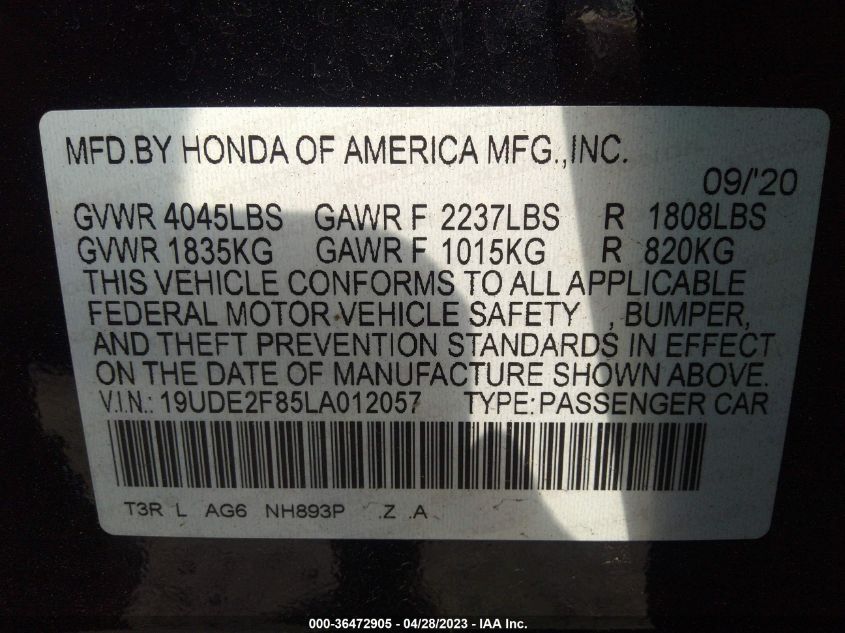 MFD.BY HONDA OF AMERICA MFG.,INC.
09/'20
GVWR 4045LBS GAWR F 2237LBS R 1808LBS
GVWR 1835KG GAWR F 1015KG R 820KG
THIS VEHICLE CONFORMS TO ALL APPLICABLE
FEDERAL MOTOR VEHICLE SAFETY , BUMPER,
AND THEFT PREVENTION STANDARDS IN EFFECT
ON THE DATE OF MANUFACTURE SHOWN ABOVE.
V.I.N.: 19UDE2F85LA012057 TYPE:PASSENGER CAR
T3R L AG6 NH893P .Z .A
000-36472905 - 04/28/2023 - IAA Inc.